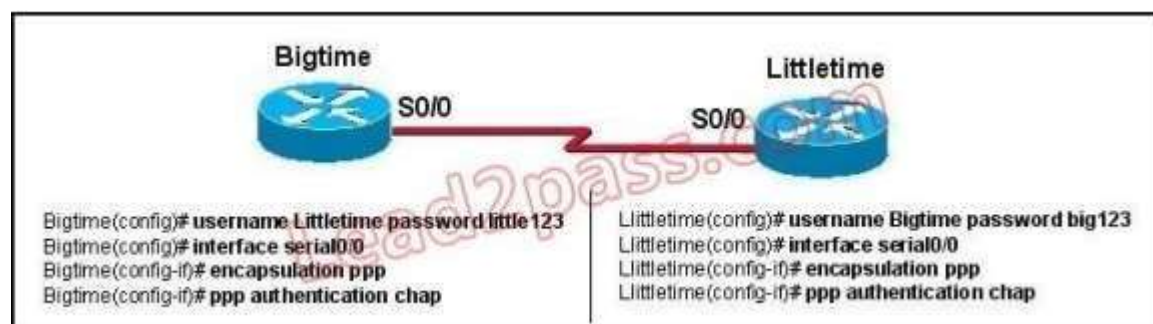 Bigtime
Littletime
S0/0
S0/0
Lead2pass.com
Bigtime(config)# username Littletime password little123
Bigtime(config)# interface serial0/0
Bigtime(config-if)# encapsulation ppp
Bigtime(config-if)# ppp authentication chap
Llittletime(config)# username Bigtime password big123
Llittletime(config)# interface serial0/0
Llittletime(config-if)# encapsulation ppp
Llittletime(config-if)# ppp authentication chap